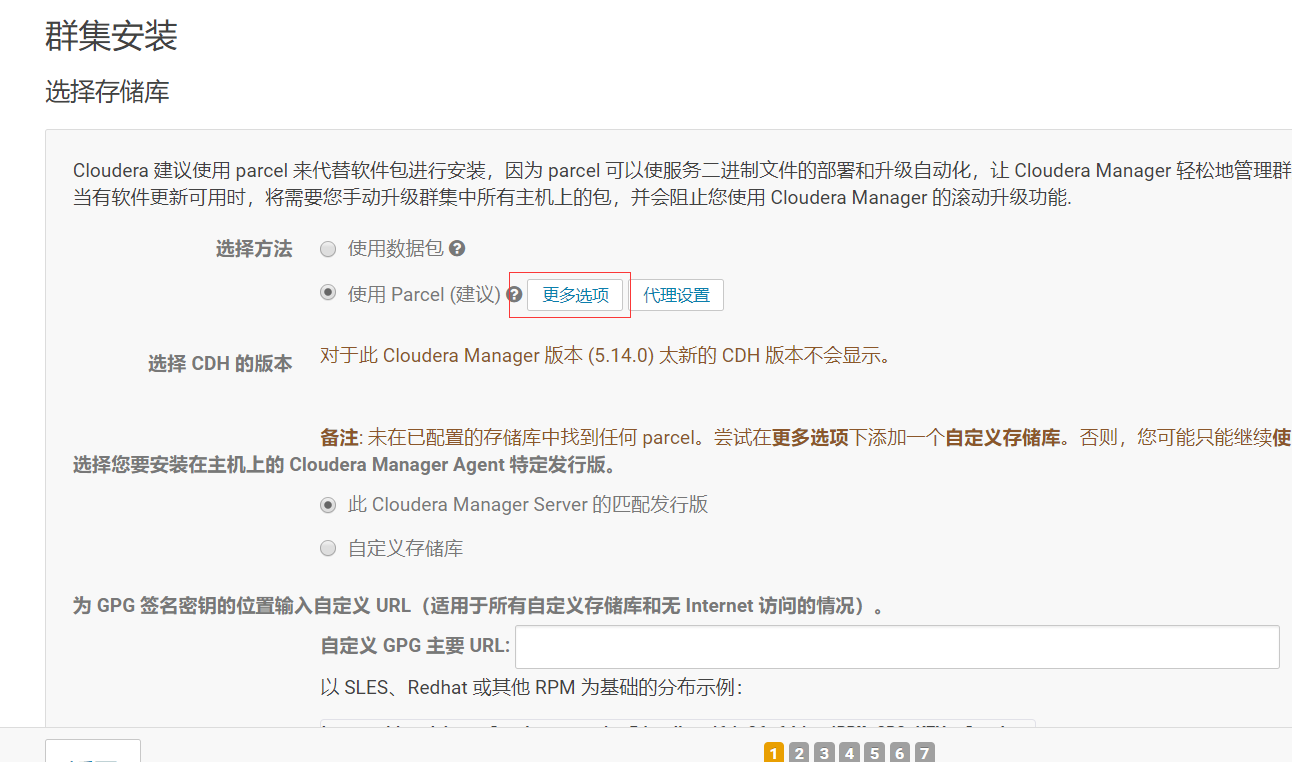 群集安装
选择存储库
Cloudera 建议使用 parcel 来代替软件包进行安装，因为 parcel 可以使服务二进制文件的部署和升级自动化，让 Cloudera Manager 轻松地管理群
当有软件更新可用时，将需要您手动升级群集中所有主机上的包，并会阻止您使用 Cloudera Manager 的滚动升级功能.
选择方法 使用数据包 ?
使用 Parcel (建议) ? 更多选项 代理设置
选择 CDH 的版本 对于此 Cloudera Manager 版本 (5.14.0) 太新的 CDH 版本不会显示。
备注: 未在已配置的存储库中找到任何 parcel。尝试在更多选项下添加一个自定义存储库。否则，您可能只能继续使
选择您要安装在主机上的 Cloudera Manager Agent 特定发行版。
此 Cloudera Manager Server 的匹配发行版
自定义存储库
为 GPG 签名密钥的位置输入自定义 URL（适用于所有自定义存储库和无 Internet 访问的情况）。
自定义 GPG 主要 URL:
以 SLES、Redhat 或其他 RPM 为基础的分布示例：
1 2 3 4 5 6 7